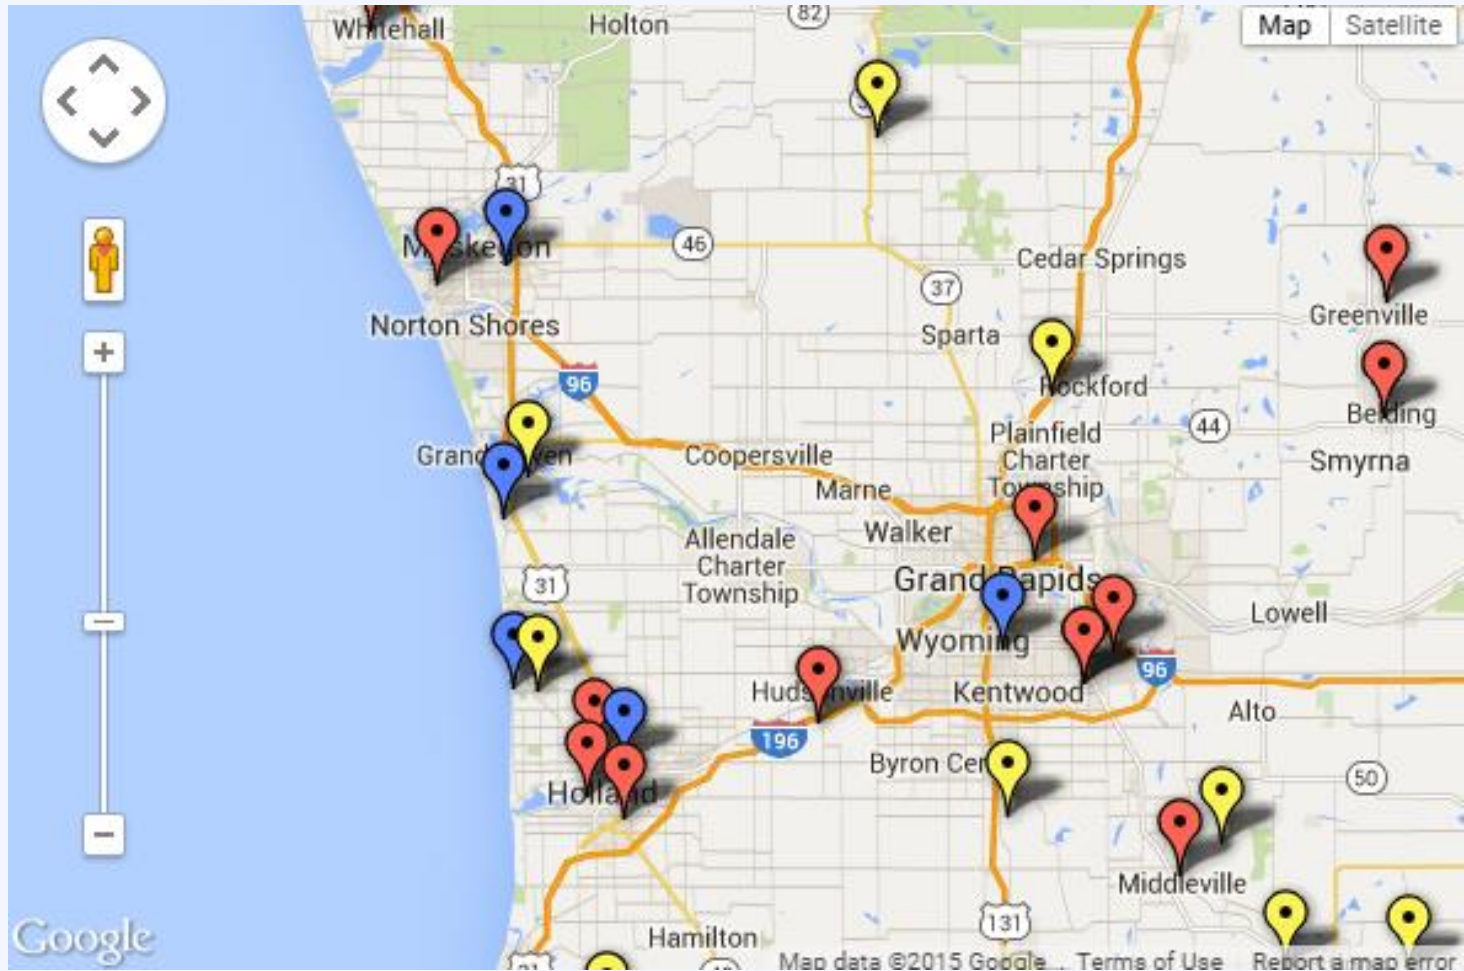 82
Map
Satellite
Whitehall
Holton
31
Muskegon
46
Cedar Springs
37
Greenville
Norton Shores
Sparta
96
Rockford
Belding
44
Plainfield
Charter
Township
Grand Haven
Coopersville
Smyrna
Marne
Walker
Allendale
Charter
Township
31
Grand Rapids
Lowell
Wyoming
96
Hudsonville
Kentwood
Alto
196
Byron Cen
50
Holland
Middleville
131
Hamilton
Google
Map data ©2015 Google
Terms of Use
Report a map error
31